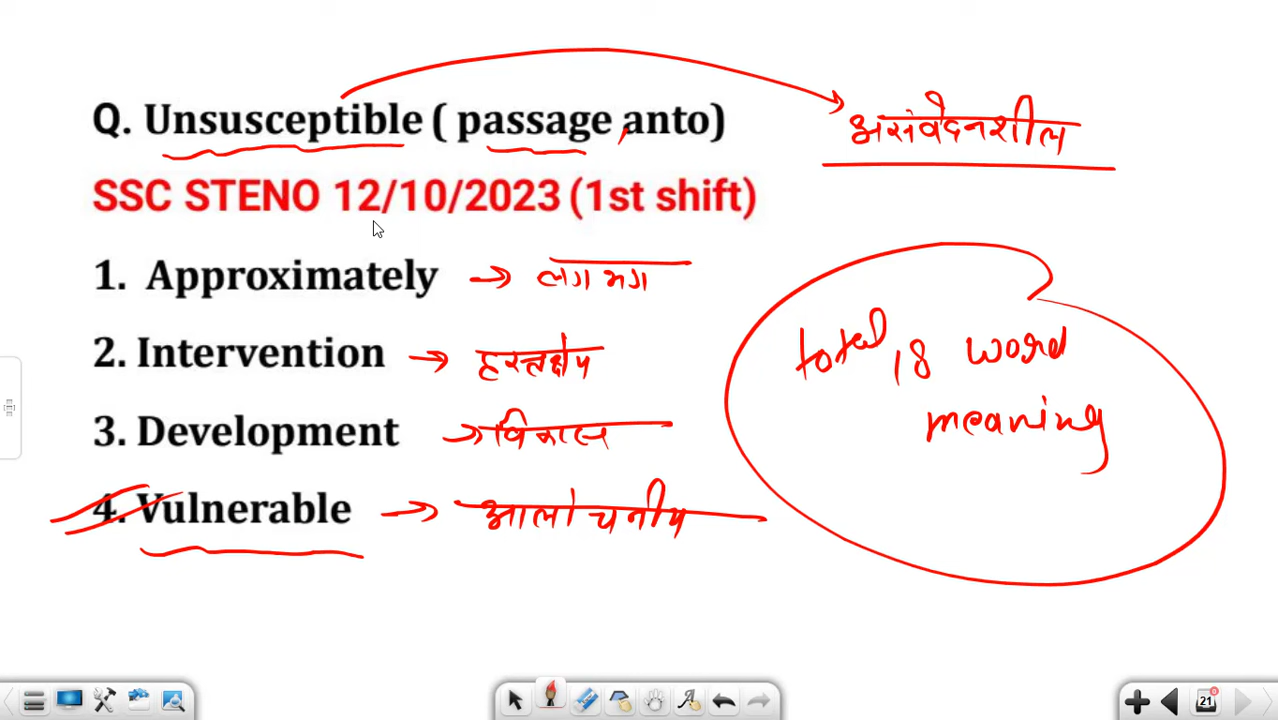 Q. Unsusceptible ( passage , anto)
असंवेदनशील
SSC STENO 12/10/2023 (1st shift)
1. Approximately → लगभग
2. Intervention → हस्तक्षेप
3. Development → विकास
4. Vulnerable → आलोचनीय
total 18 word
meaning
21